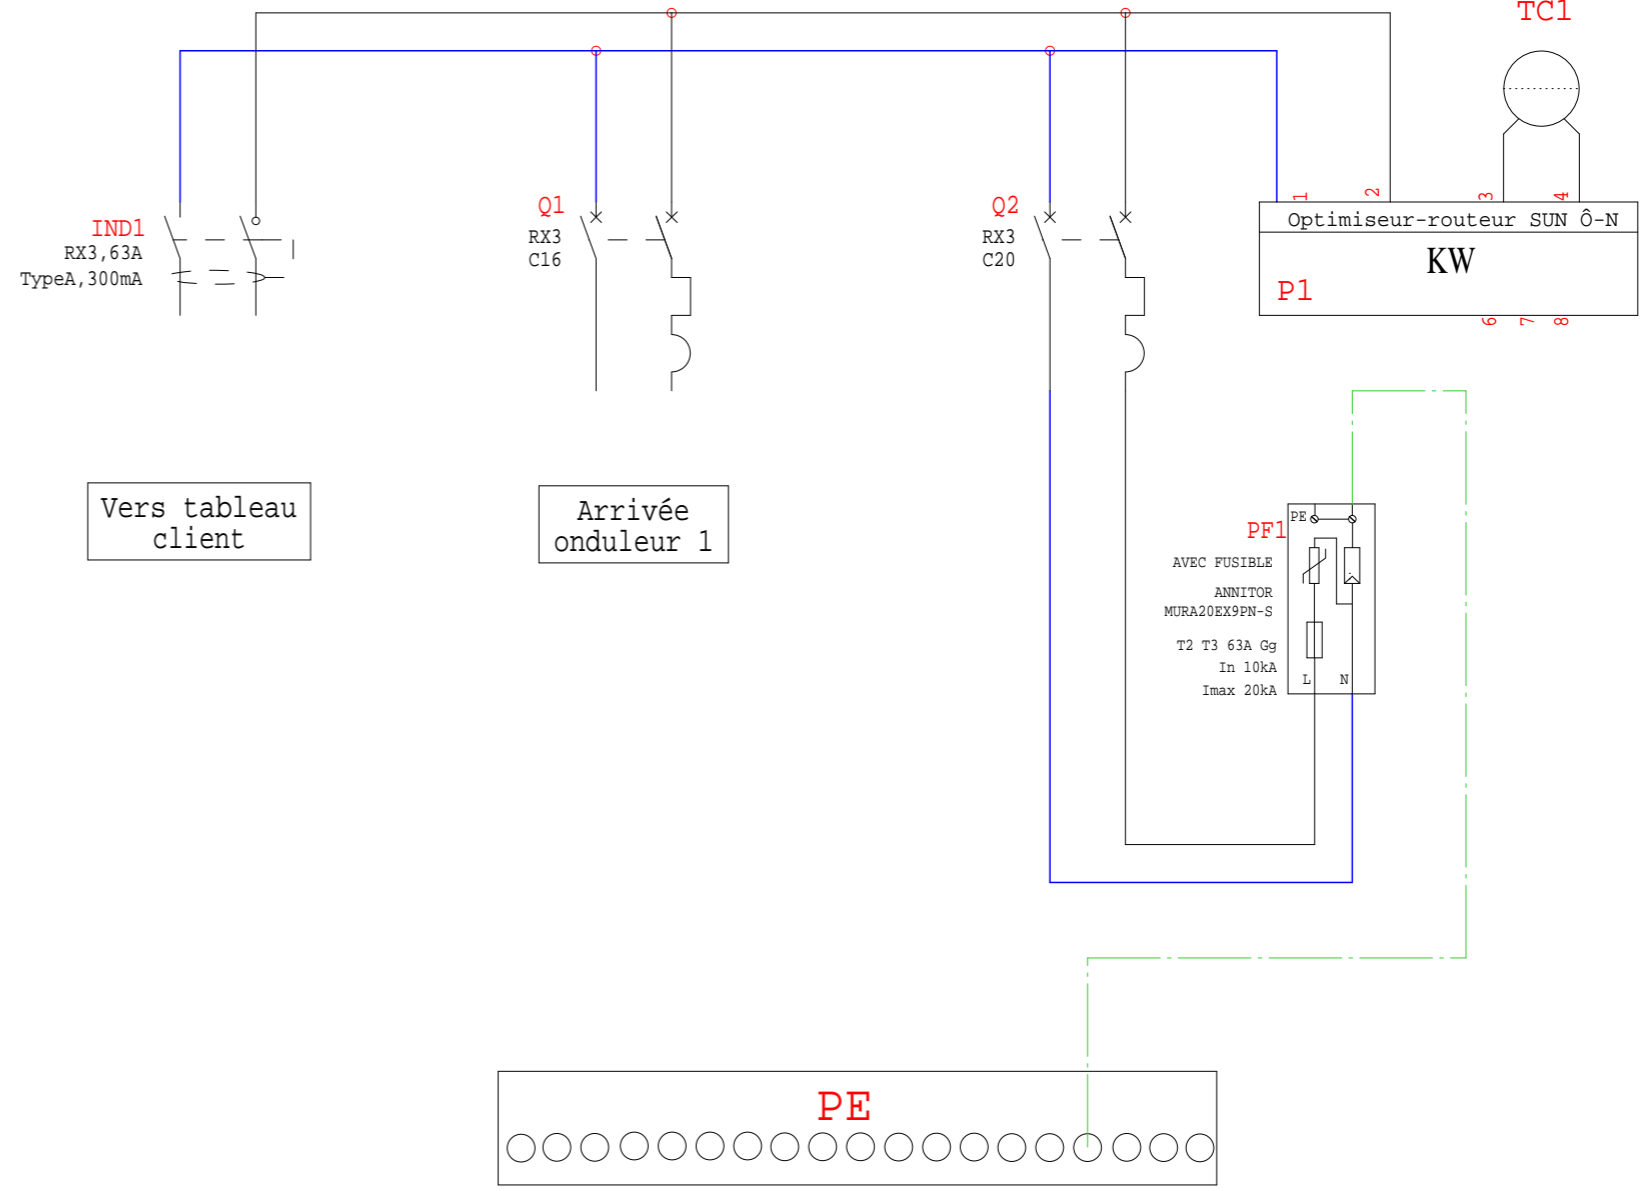 TC1
IND1
RX3,63A
TypeA,300mA
Q1
RX3
C16
Q2
RX3
C20
1
2
3
4
Optimiseur-routeur SUN Ô-N
KW
P1
6
7
8
Vers tableau
client
Arrivée
onduleur 1
PF1
PE
AVEC FUSIBLE
ANNITOR
MURA20EX9PN-S
T2 T3 63A Gg
In 10kA
Imax 20kA
L N
PE